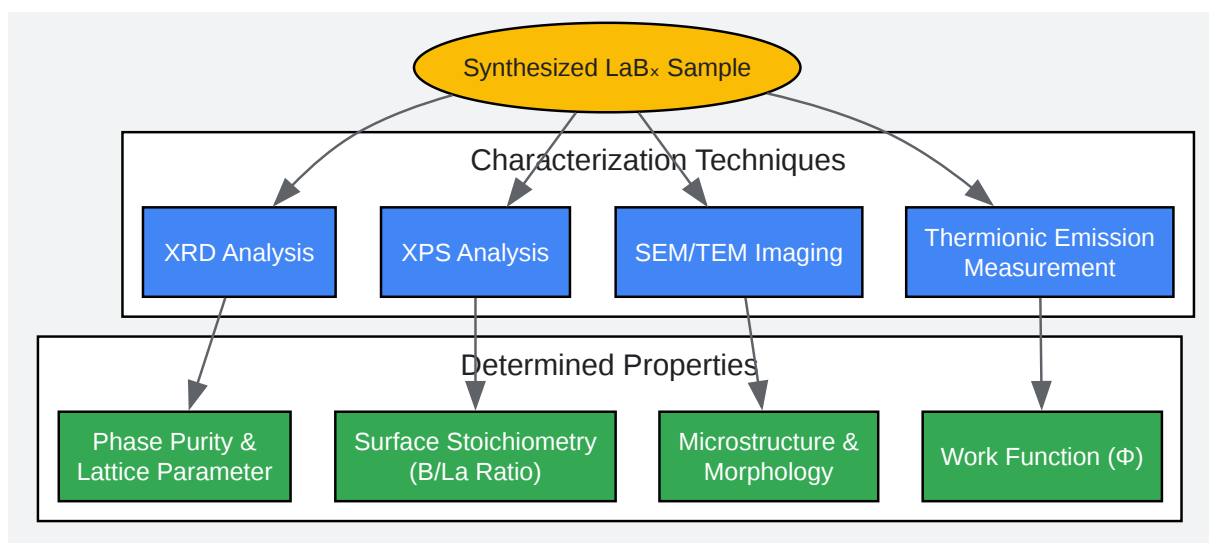 Synthesized LaBₓ Sample
Characterization Techniques
XRD Analysis
XPS Analysis
SEM/TEM Imaging
Thermionic Emission
Measurement
Determined Properties
Phase Purity &
Lattice Parameter
Surface Stoichiometry
(B/La Ratio)
Microstructure &
Morphology
Work Function (Φ)